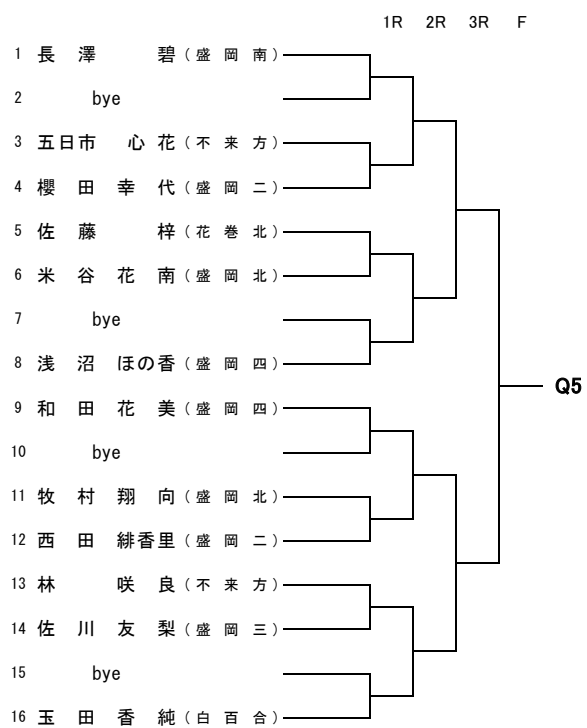 1R 2R 3R F
1 長澤 碧 (盛岡南)
2 bye
3 五日市 心花 (不来方)
4 櫻田幸代 (盛岡二)
5 佐藤 梓 (花巻北)
6 米谷花南 (盛岡北)
7 bye
8 浅沼 ほの香 (盛岡四)
Q5
9 和田花美 (盛岡四)
10 bye
11 牧村翔向 (盛岡北)
12 西田 緋香里 (盛岡二)
13 林 咲良 (不来方)
14 佐川友梨 (盛岡三)
15 bye
16 玉田香純 (白百合)